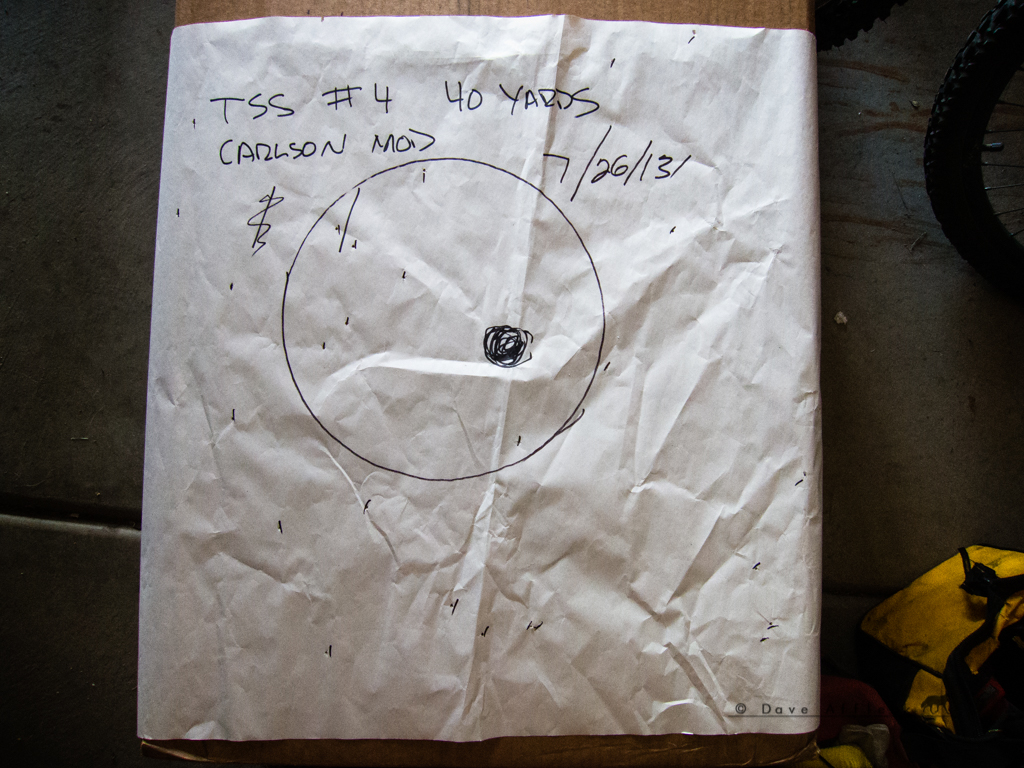 TSS #4 40 YARDS
CARLSON MOD
7/26/13
© Dave